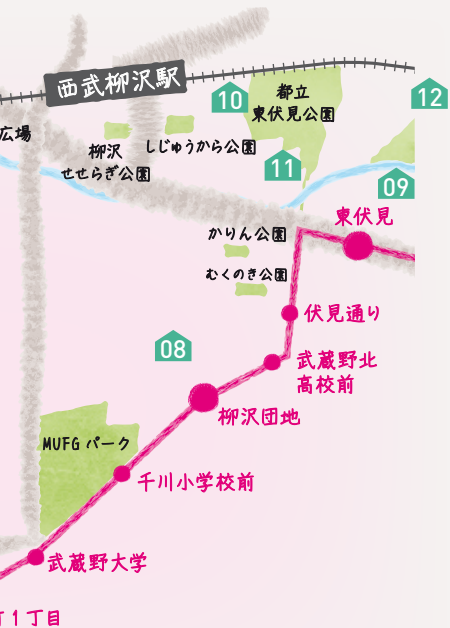 西武柳沢駅
10
都立
東伏見公園
12
広場
柳沢
せせらぎ公園
しじゅうから公園
11
09
東伏見
かりん公園
むくのき公園
伏見通り
08
武蔵野北
高校前
柳沢団地
MUFG パーク
千川小学校前
武蔵野大学
1丁目